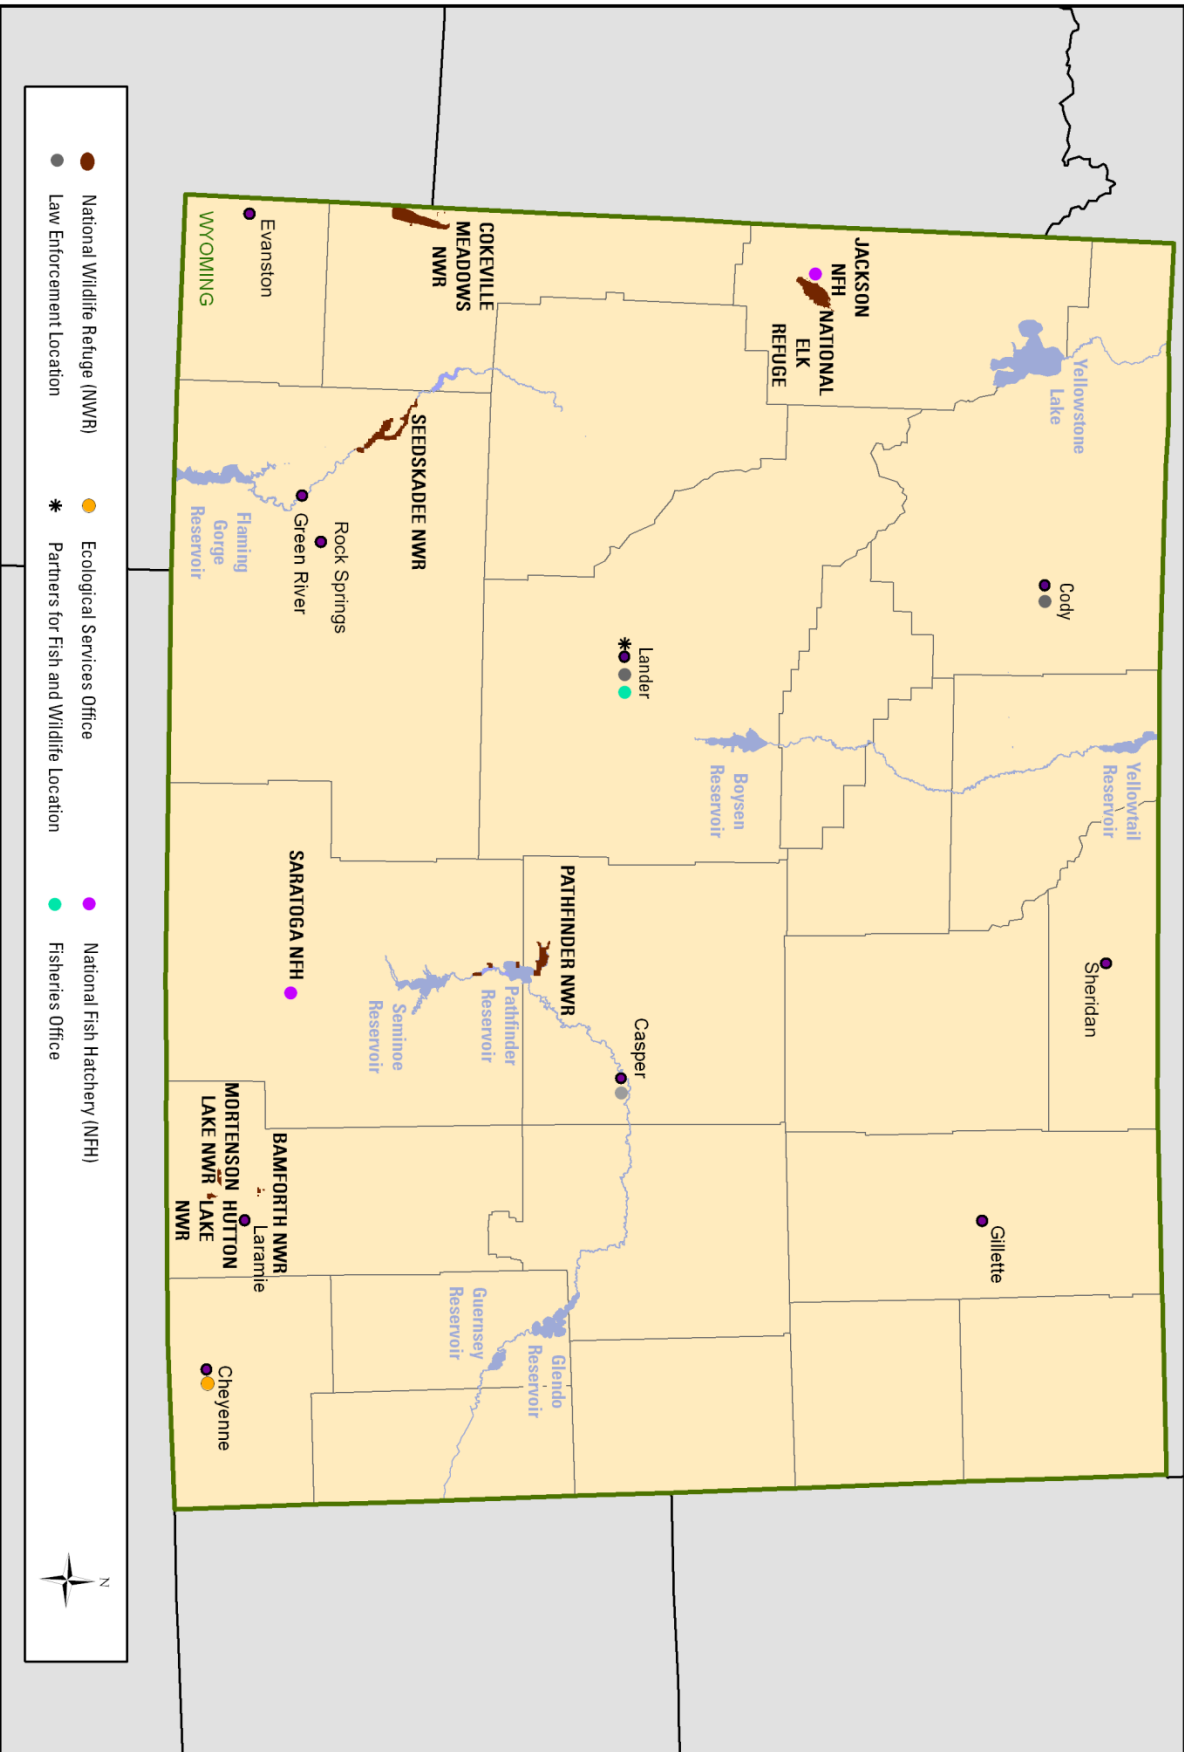 Yellowstone
Lake
Yellowtail
Reservoir
Cody
Sheridan
Gillette
JACKSON
NFH
NATIONAL
ELK
REFUGE
Boysen
Reservoir
Lander
Casper
COKEVILLE
MEADOWS
NWR
SEEDSKADEE NWR
PATHFINDER NWR
Pathfinder
Reservoir
Seminoe
Reservoir
Glendo
Reservoir
Guernsey
Reservoir
Evanston
WYOMING
Rock Springs
Green River
Flaming
Gorge
Reservoir
SARATOGA NFH
BAMFORTH NWR
Laramie
MORTENSON
LAKE NWR
HUTTON
LAKE
NWR
Cheyenne
National Wildlife Refuge (NWR)
Ecological Services Office
National Fish Hatchery (NFH)
Law Enforcement Location
Partners for Fish and Wildlife Location
Fisheries Office
N